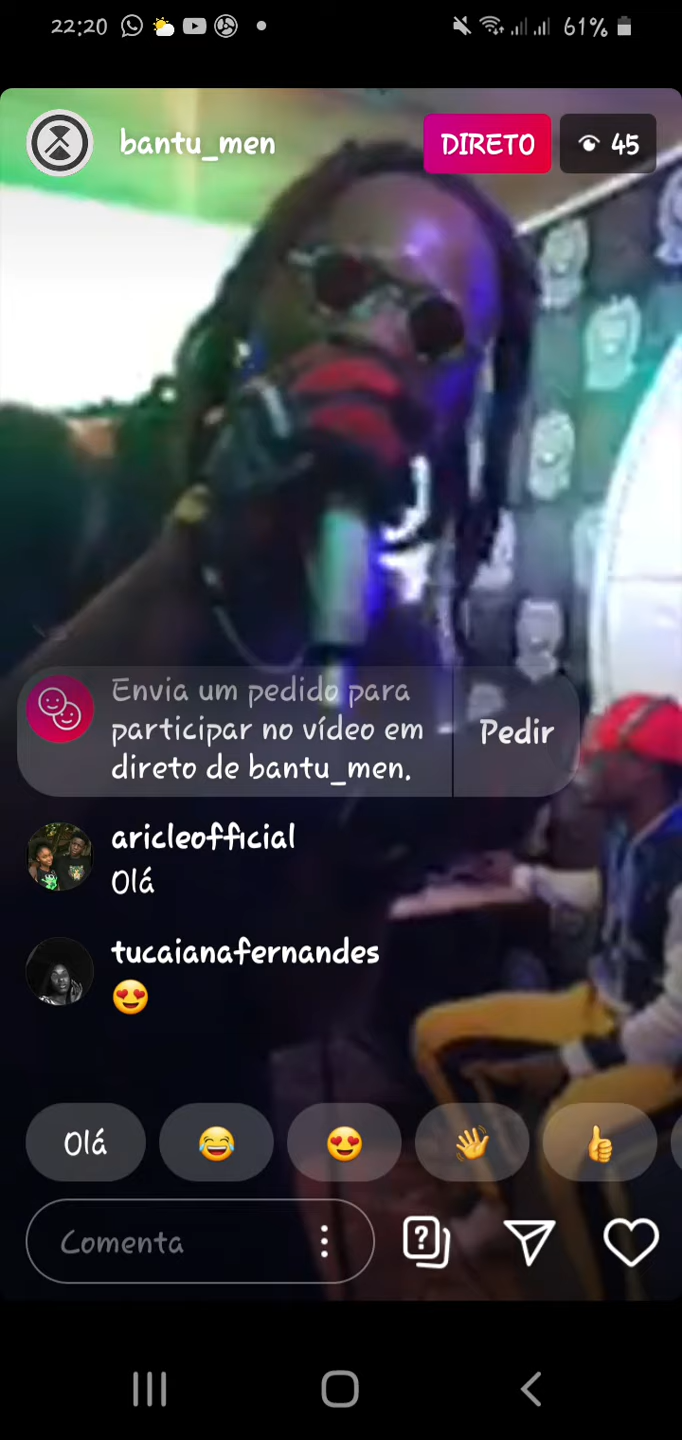 22:20
61%
bantu_men
DIRETO
45
Envia um pedido para
participar no vídeo em
direto de bantu_men.
Pedir
aricleofficial
Olá
tucaianafernandes
😍
Olá 😂 😍 👋 👍
Comenta